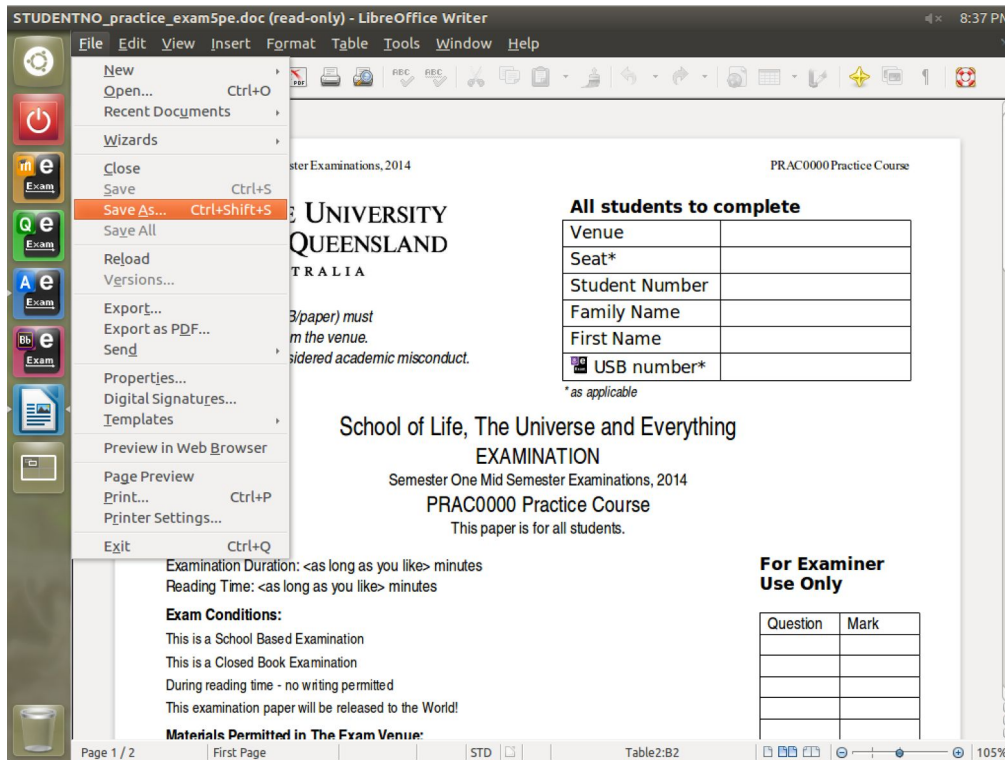 STUDENTNO_practice_exam5pe.doc (read-only) - LibreOffice Writer
8:37 PM
File Edit View Insert Format Table Tools Window Help
New
Open... Ctrl+O
Recent Documents
Wizards
Close
Save Ctrl+S
Save As... Ctrl+Shift+S
Save All
Reload
Versions...
Export...
Export as PDF...
Send
Properties...
Digital Signatures...
Templates
Preview in Web Browser
Page Preview
Print... Ctrl+P
Printer Settings...
Exit Ctrl+Q
PDF
ABC ABC
m e Exam
Q e Exam
A e Exam
Bb e Exam
ster Examinations, 2014
PRAC0000 Practice Course
UNIVERSITY
QUEENSLAND
TRALIA
B/paper) must
m the venue.
sidered academic misconduct.
All students to complete
Venue
Seat*
Student Number
Family Name
First Name
USB number*
* as applicable
School of Life, The Universe and Everything
EXAMINATION
Semester One Mid Semester Examinations, 2014
PRAC0000 Practice Course
This paper is for all students.
Examination Duration: <as long as you like> minutes
Reading Time: <as long as you like> minutes
Exam Conditions:
This is a School Based Examination
This is a Closed Book Examination
During reading time - no writing permitted
This examination paper will be released to the World!
Materials Permitted in The Exam Venue:
For Examiner
Use Only
Question Mark
Page 1 / 2 First Page STD Table2:B2 105%